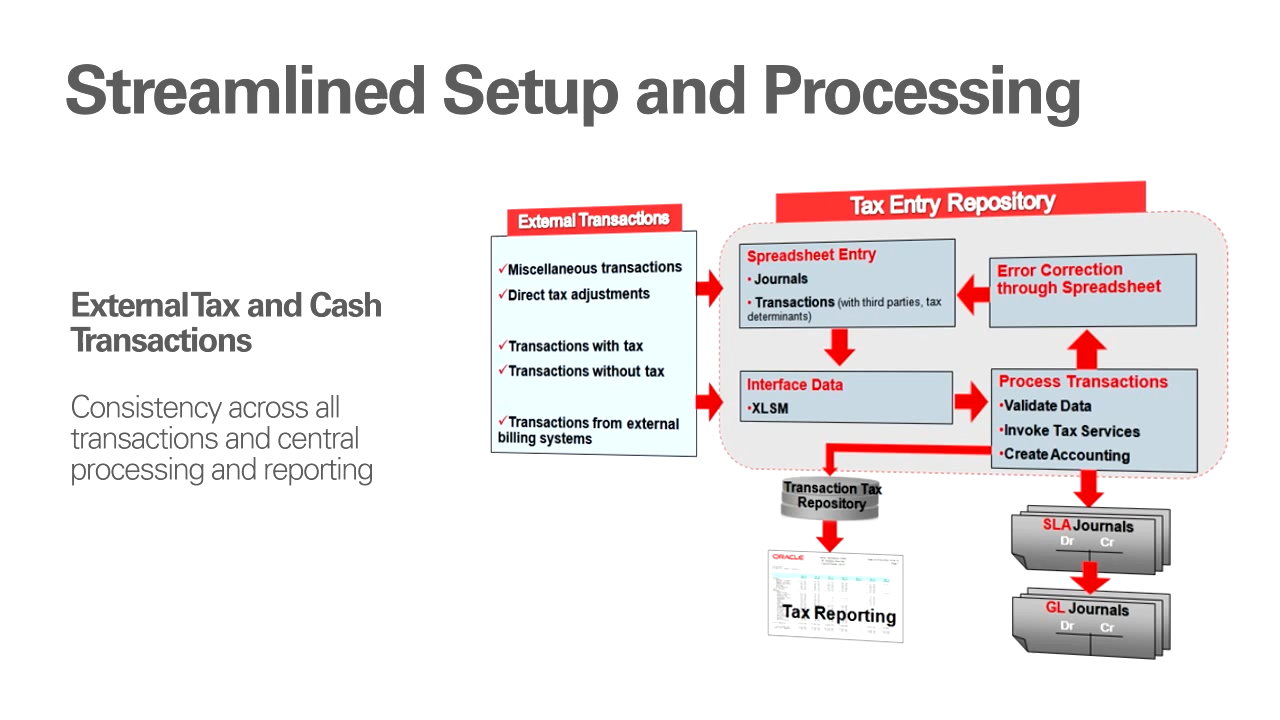 Streamlined Setup and Processing
External Tax and Cash
Transactions
Consistency across all
transactions and central
processing and reporting
External Transactions
✓Miscellaneous transactions
✓Direct tax adjustments
✓Transactions with tax
✓Transactions without tax
✓Transactions from external
billing systems
Tax Entry Repository
Spreadsheet Entry
• Journals
• Transactions (with third parties, tax
determinants)
Error Correction
through Spreadsheet
Interface Data
•XLSM
Process Transactions
•Validate Data
•Invoke Tax Services
•Create Accounting
Transaction Tax
Repository
ORACLE
Tax Reporting
SLA Journals
Dr Cr
GL Journals
Dr Cr